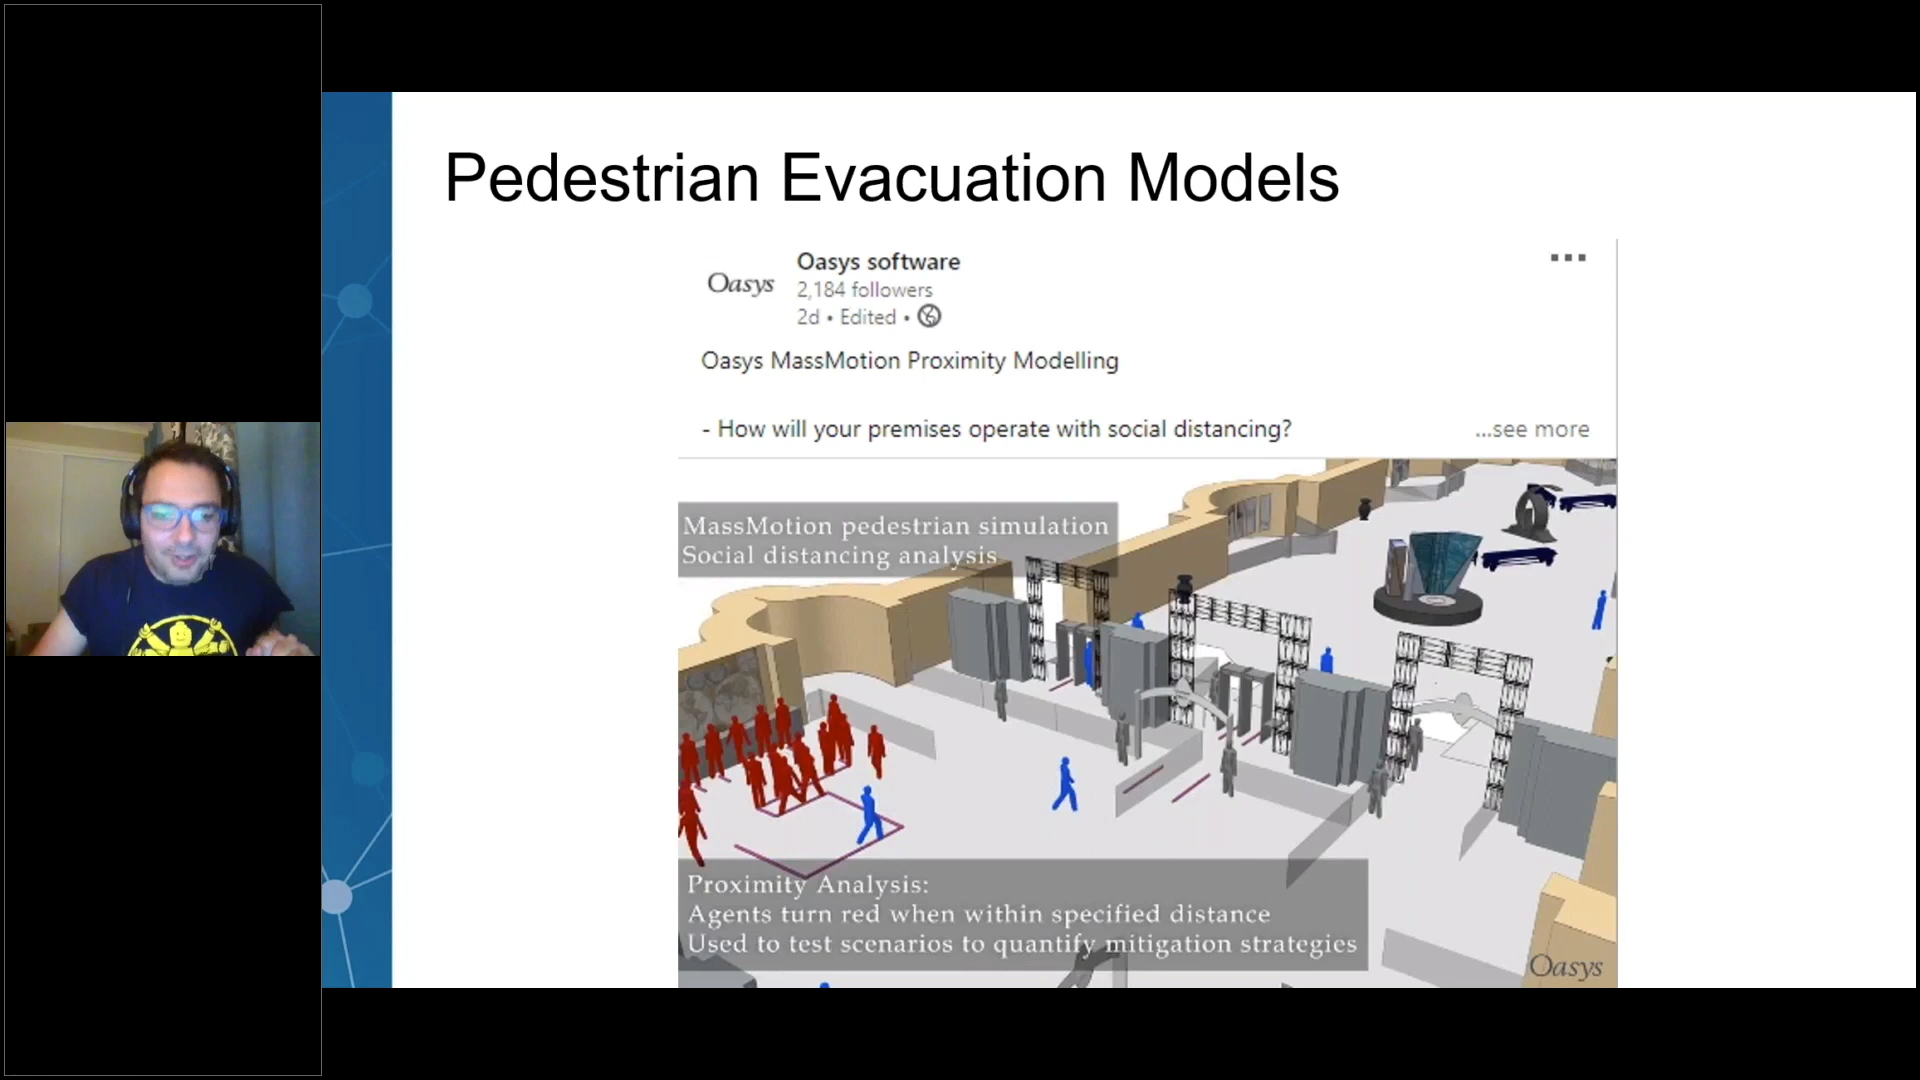 Pedestrian Evacuation Models
Oasys
Oasys software
2,184 followers
2d • Edited •
Oasys MassMotion Proximity Modelling
- How will your premises operate with social distancing?
...see more
MassMotion pedestrian simulation
Social distancing analysis
Proximity Analysis:
Agents turn red when within specified distance
Used to test scenarios to quantify mitigation strategies
Oasys